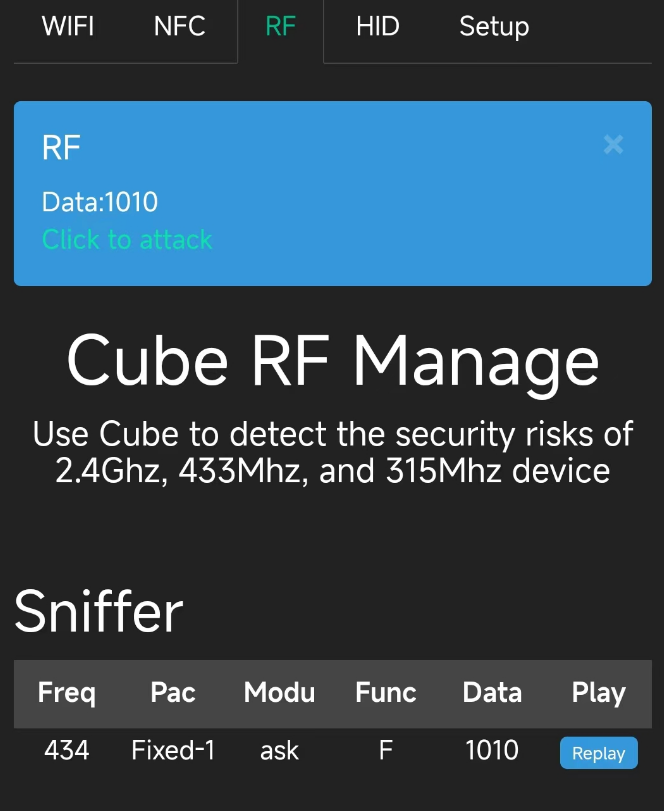 WIFI NFC RF HID Setup
RF ×
Data:1010
Click to attack
Cube RF Manage
Use Cube to detect the security risks of
2.4Ghz, 433Mhz, and 315Mhz device
Sniffer
Freq Pac Modu Func Data Play
434 Fixed-1 ask F 1010 Replay